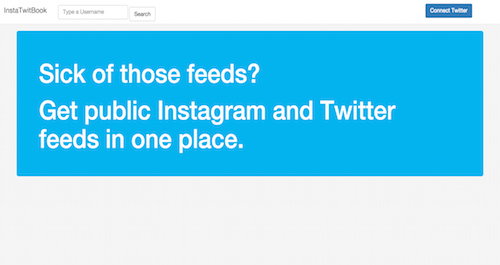 InstaTwitBook
Type a Username
Search
Connect Twitter
Sick of those feeds?
Get public Instagram and Twitter
feeds in one place.